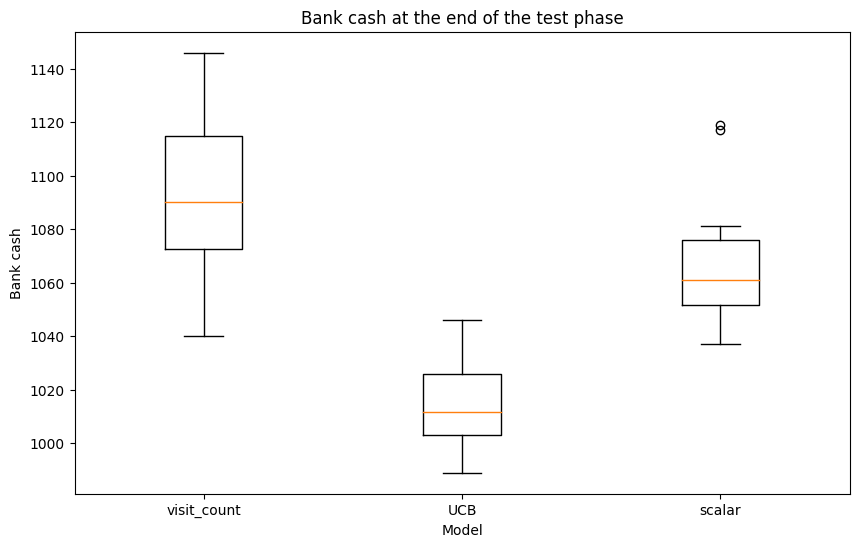 Bank cash at the end of the test phase
Bank cash
1140
1120
1100
1080
1060
1040
1020
1000
visit_count
UCB
scalar
Model